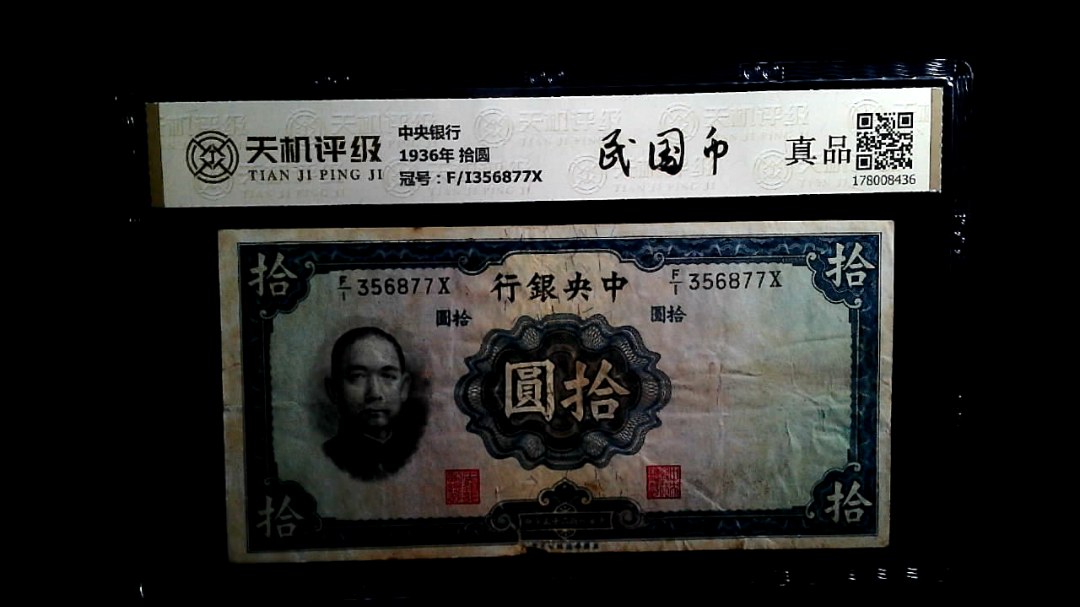 天机评级
TIAN JI PING JI
中央银行
1936年 拾圆
冠号：F/I356877X
民国币
真品
178008436
拾
拾
F/I 356877X
行銀央中
F/I 356877X
圓拾
圓拾
圓拾
拾
拾